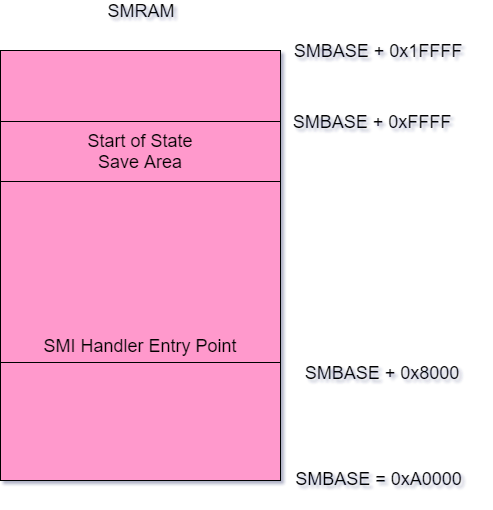 SMRAM
SMBASE + 0x1FFFF
SMBASE + 0xFFFF
Start of State
Save Area
SMI Handler Entry Point
SMBASE + 0x8000
SMBASE = 0xA0000